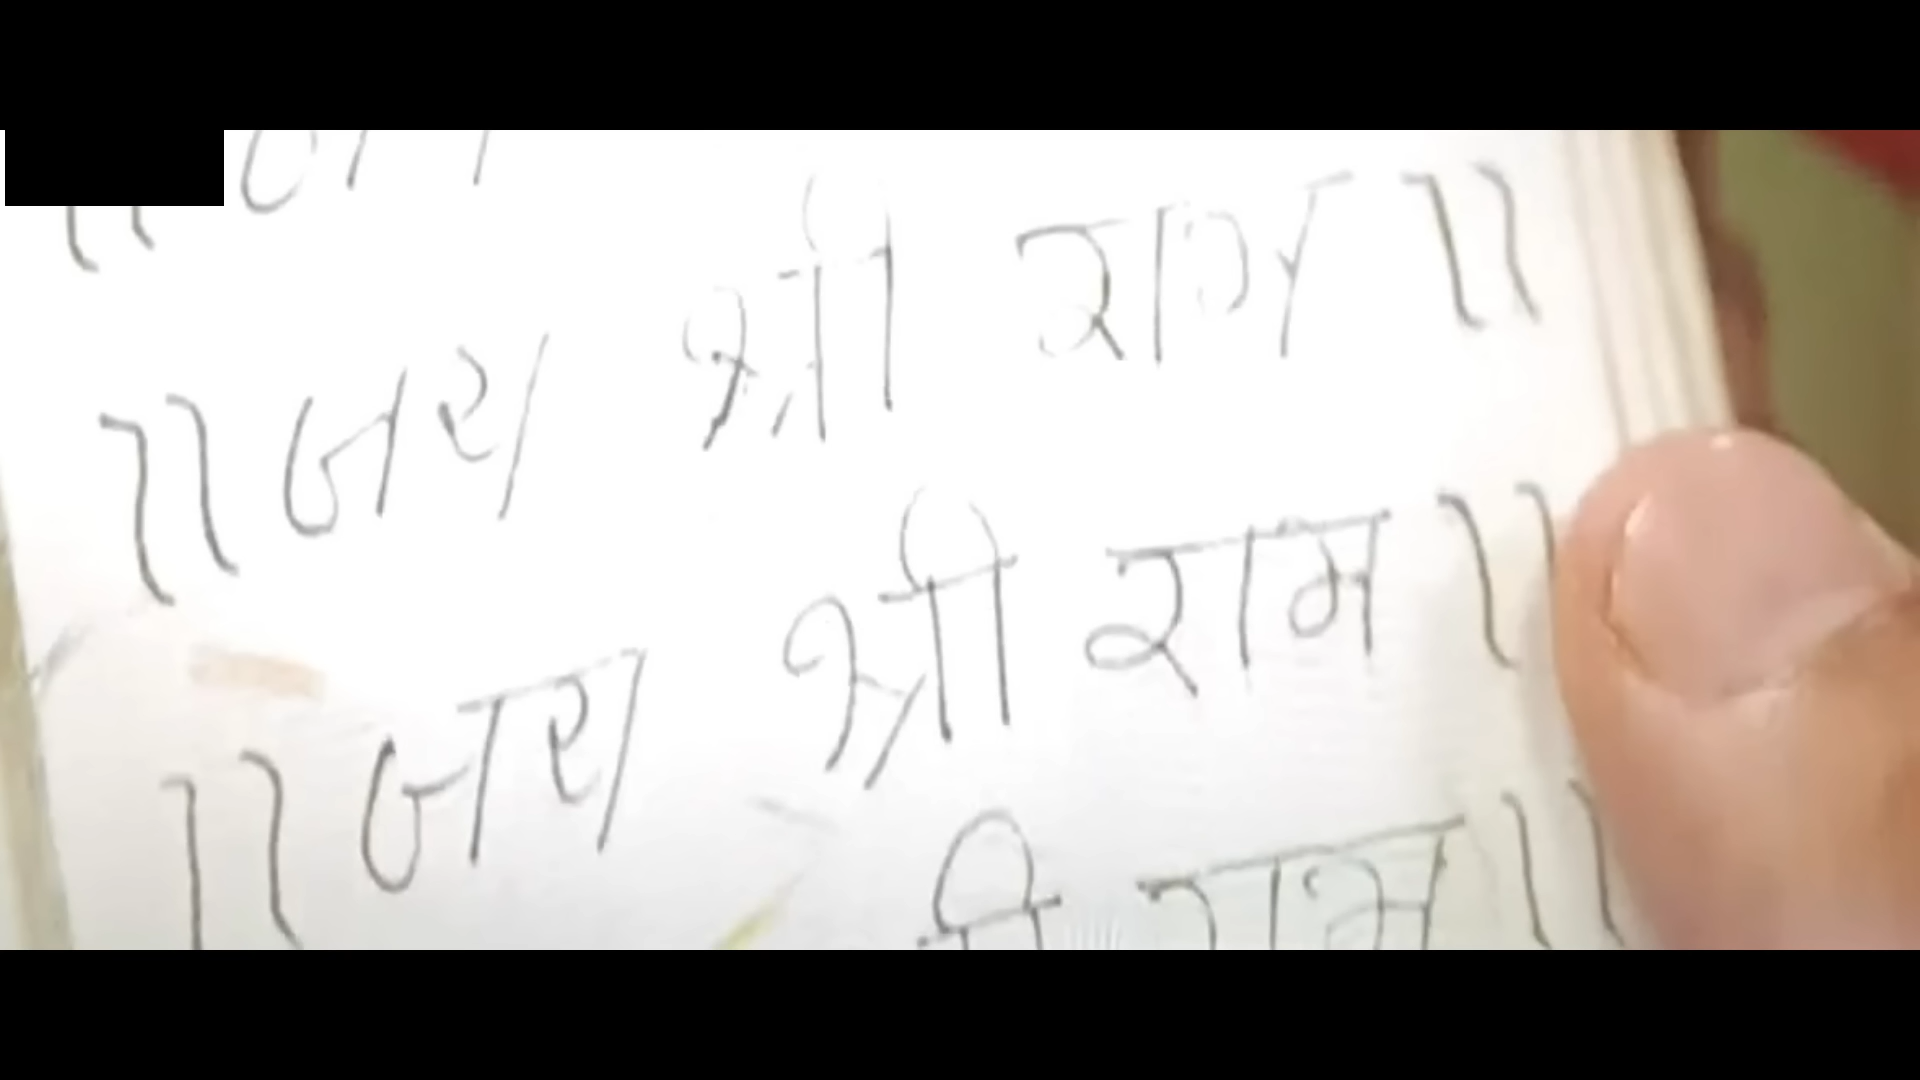 ॥ जय श्री राम ॥
॥ जय श्री राम ॥
॥ श्री राम ॥